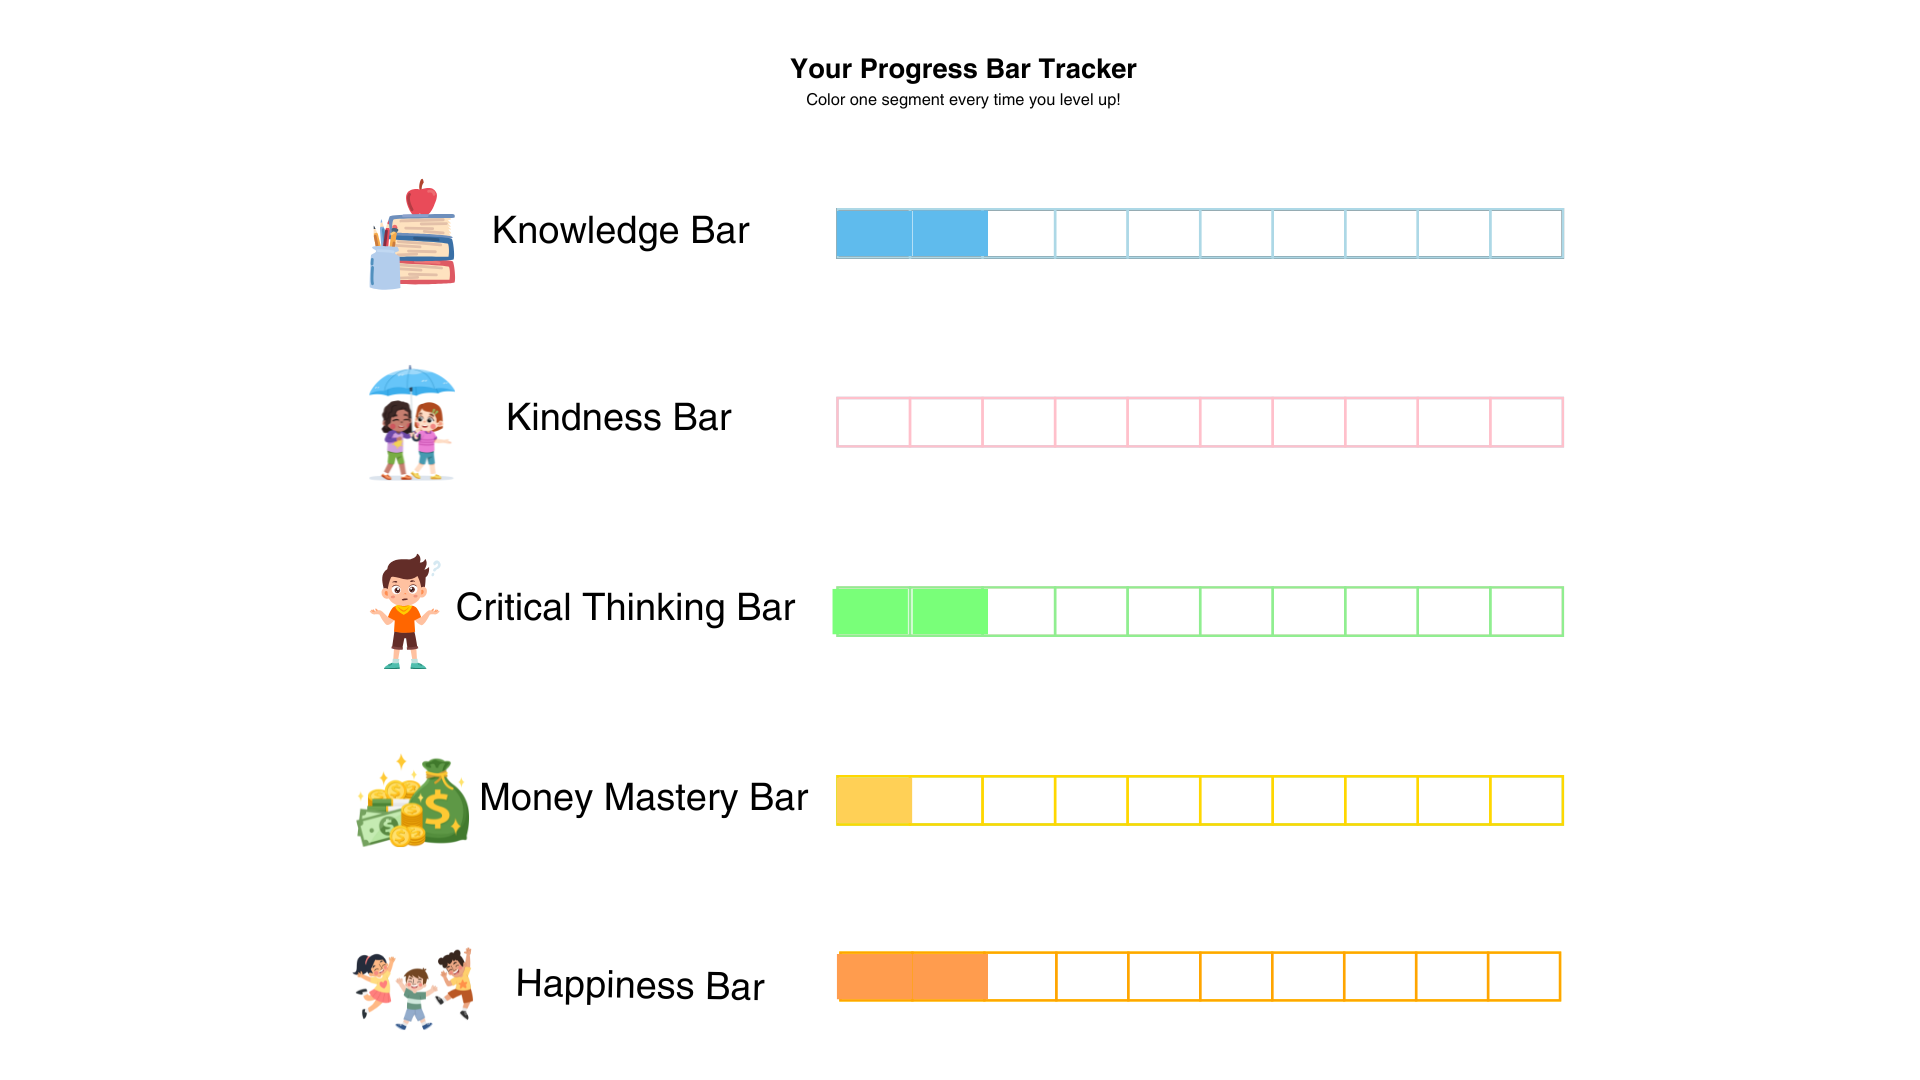 Your Progress Bar Tracker
Color one segment every time you level up!
Knowledge Bar
Kindness Bar
?
Critical Thinking Bar
$
$
Money Mastery Bar
Happiness Bar